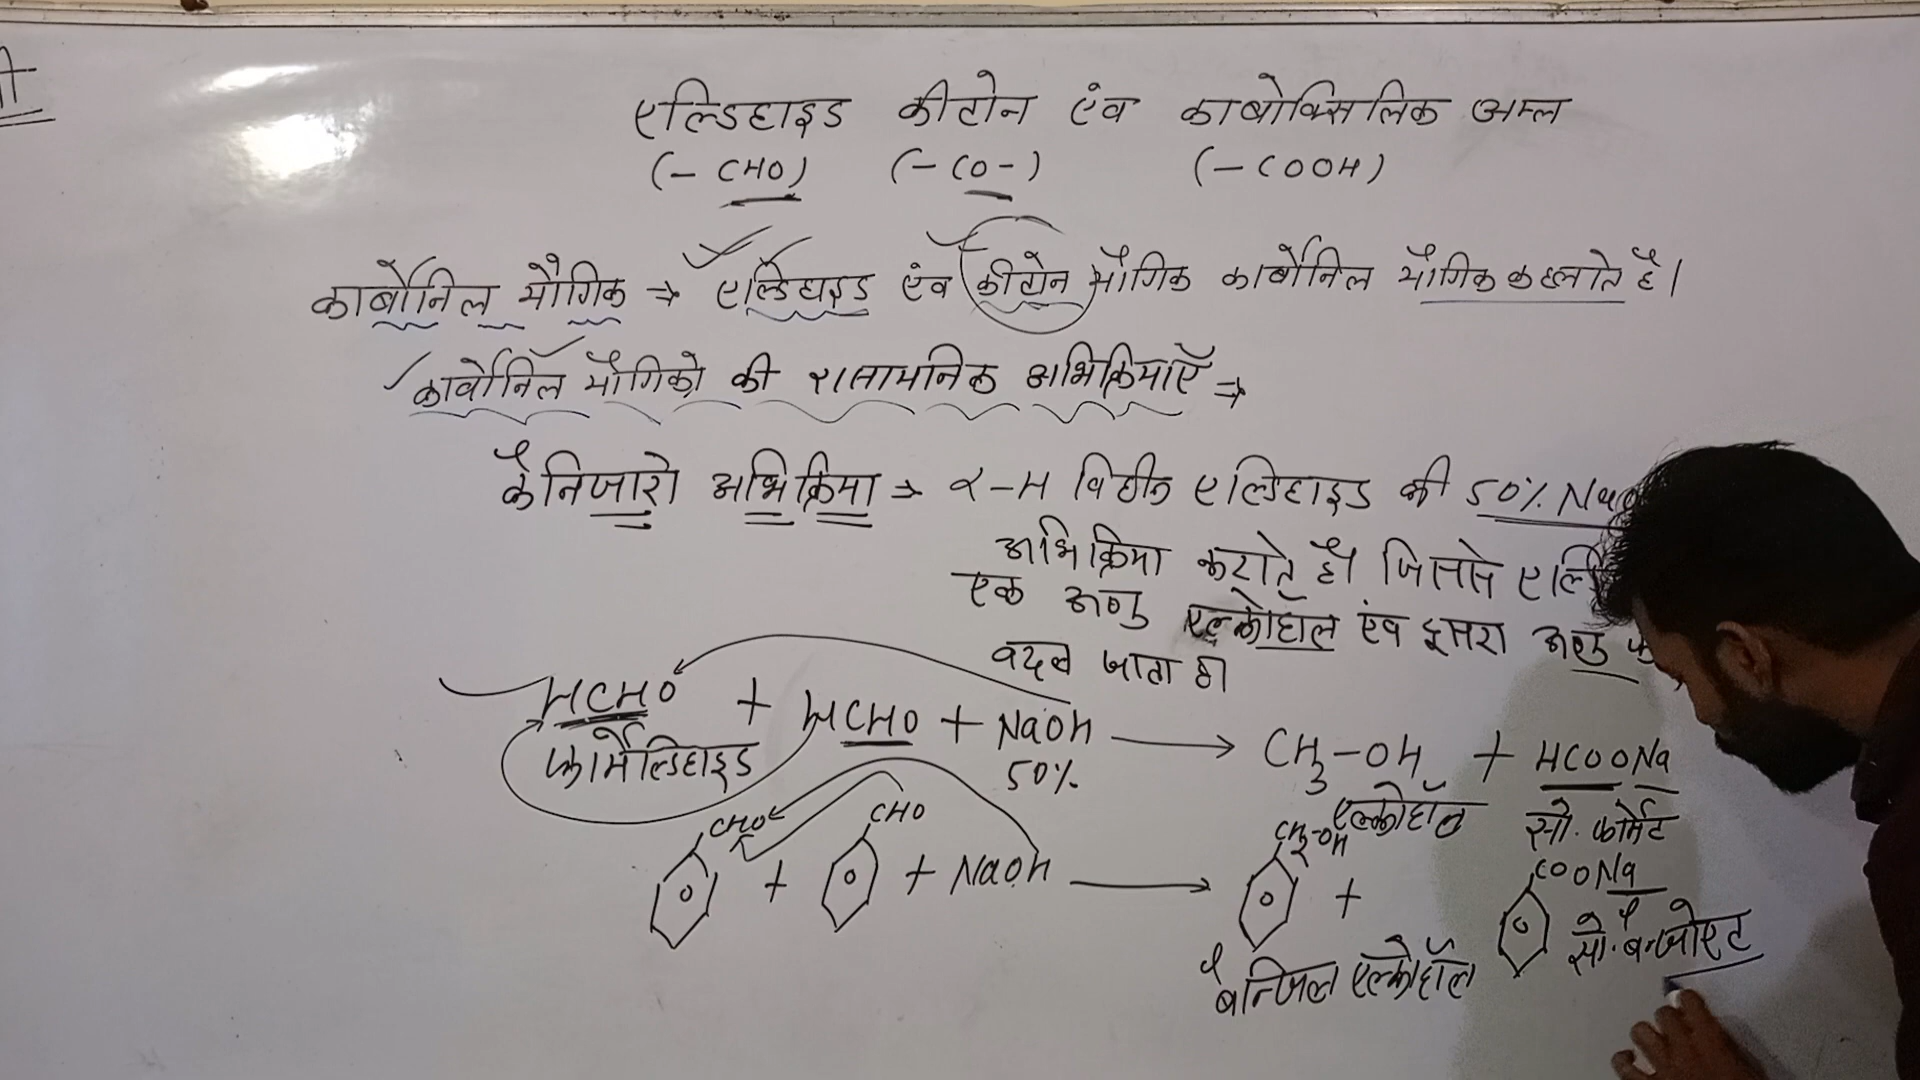 एल्डिहाइड कीटोन एंव कार्बोक्सिलिक अम्ल
(- CHO) (- CO -) (- COOH)
कार्बोनिल यौगिक → एल्डिहाइड एंव कीटोन यौगिक कार्बोनिल यौगिक कहलाते है।
कार्बोनिल यौगिको की रासायनिक अभिक्रियाएँ →
कैनिजारो अभिक्रिया → α-H विहीन एल्डिहाइड की 50%
अभिक्रिया कराते है। जिससे
एक अणु एल्कोहॉल एंव दूसरा अणु
बदल जाता है।
HCHO + HCHO + NaOH ⟶ CH3-OH + HCOONa
फार्मेल्डिहाइड 50% एल्कोहॉल सो. फॉर्मेट
CHO CHO CH2-OH COONa
+ + NaOH ⟶ +
बैन्जिल एल्कोहॉल सो. बैन्जोएट